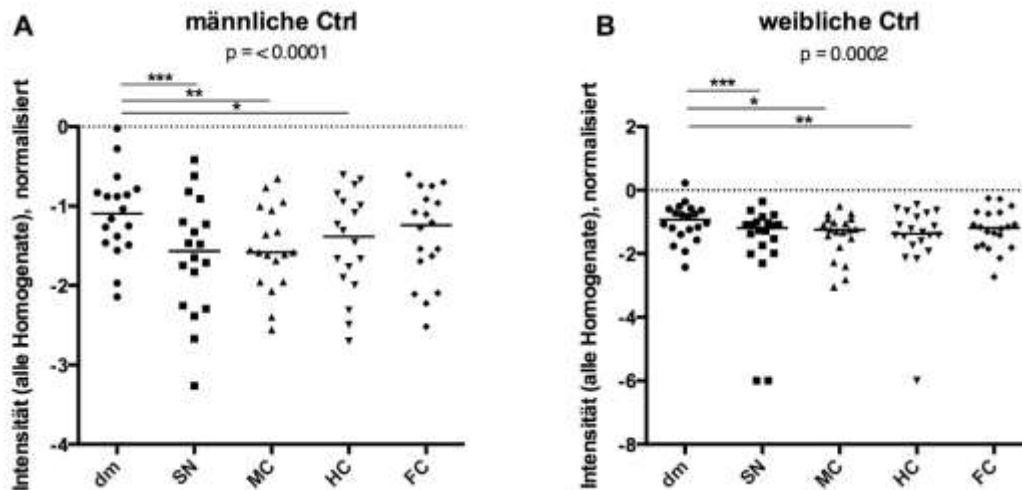 A
männliche Ctrl
p = < 0.0001
***
**
*
Intensität (alle Homogenate), normalisiert
0
-1
-2
-3
-4
dm
SN
MC
HC
FC
B
weibliche Ctrl
p = 0.0002
***
*
**
Intensität (alle Homogenate), normalisiert
2
0
-2
-4
-6
-8
dm
SN
MC
HC
FC